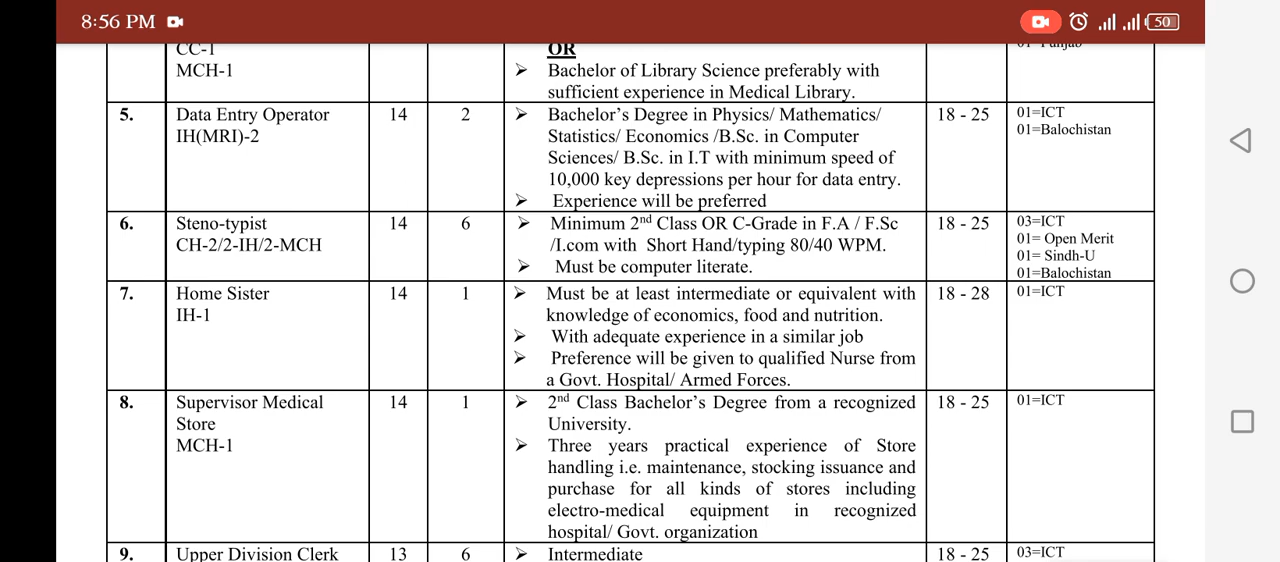 8:56 PM
50
CC-1
MCH-1
OR
➢ Bachelor of Library Science preferably with
sufficient experience in Medical Library.
01 Punjab
5.
Data Entry Operator
IH(MRI)-2
14
2
➢ Bachelor's Degree in Physics/ Mathematics/
Statistics/ Economics /B.Sc. in Computer
Sciences/ B.Sc. in I.T with minimum speed of
10,000 key depressions per hour for data entry.
➢ Experience will be preferred
18 - 25
01=ICT
01=Balochistan
6.
Steno-typist
CH-2/2-IH/2-MCH
14
6
➢ Minimum 2nd Class OR C-Grade in F.A / F.Sc
/I.com with Short Hand/typing 80/40 WPM.
➢ Must be computer literate.
18 - 25
03=ICT
01= Open Merit
01= Sindh-U
01=Balochistan
7.
Home Sister
IH-1
14
1
➢ Must be at least intermediate or equivalent with
knowledge of economics, food and nutrition.
➢ With adequate experience in a similar job
➢ Preference will be given to qualified Nurse from
a Govt. Hospital/ Armed Forces.
18 - 28
01=ICT
8.
Supervisor Medical
Store
MCH-1
14
1
➢ 2nd Class Bachelor's Degree from a recognized
University.
➢ Three years practical experience of Store
handling i.e. maintenance, stocking issuance and
purchase for all kinds of stores including
electro-medical equipment in recognized
hospital/ Govt. organization
18 - 25
01=ICT
9.
Upper Division Clerk
13
6
➢ Intermediate
18 - 25
03=ICT